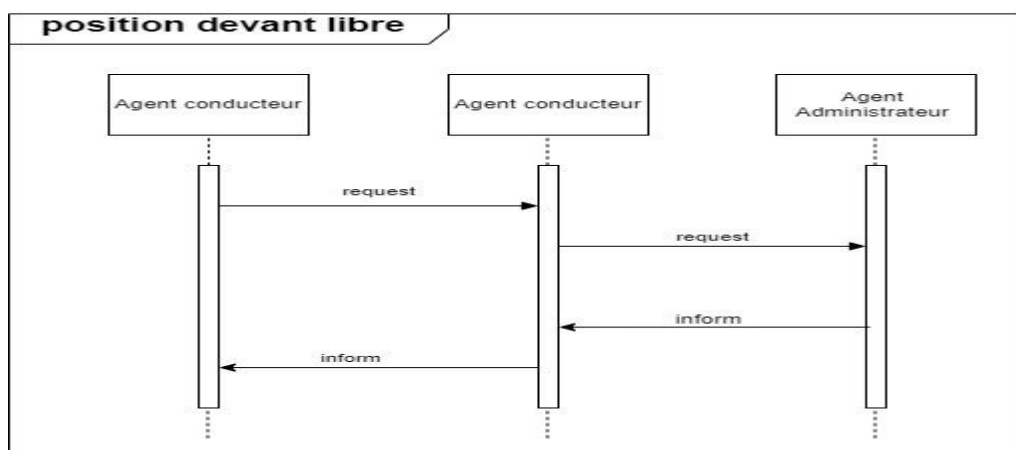 position devant libre
Agent conducteur
Agent conducteur
Agent
Administrateur
request
request
inform
inform